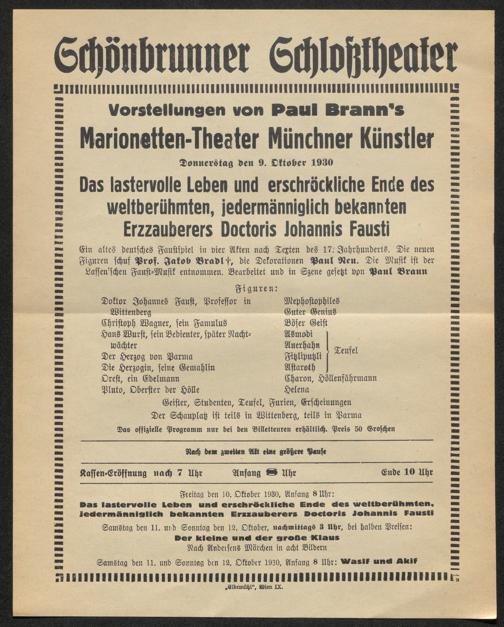 Schönbrunner Schloßtheater
Vorstellungen von Paul Brann's
Marionetten-Theater Münchner Künstler
Donnerstag den 9. Oktober 1930
Das lastervolle Leben und erschröckliche Ende des
weltberühmten, jedermänniglich bekannten
Erzzauberers Doctoris Johannis Fausti
Ein altes deutsches Faustspiel in vier Akten nach Texten des 17. Jahrhunderts. Die neuen
Figuren schuf Prof. Jakob Bradl †, die Dekorationen Paul Neu. Die Musik ist der
Lassen'schen Faust-Musik entnommen. Bearbeitet und in Szene gesetzt von Paul Brann
Figuren:
Doktor Johannes Faust, Professor in
Wittenberg
Christoph Wagner, sein Famulus
Hans Wurst, sein Bedienter, später Nacht-
wächter
Der Herzog von Parma
Die Herzogin, seine Gemahlin
Orest, ein Edelmann
Pluto, Oberster der Hölle
Mephostophiles
Guter Genius
Böser Geist
Asmodi
Auerhahn
Fitzliputzli
Astaroth
Teufel
Charon, Höllenfährmann
Helena
Geister, Studenten, Teufel, Furien, Erscheinungen
Der Schauplatz ist teils in Wittenberg, teils in Parma
Das offizielle Programm nur bei den Billetteuren erhältlich. Preis 50 Groschen
Nach dem zweiten Akt eine größere Pause
Kassen-Eröffnung nach 7 Uhr Anfang 8 Uhr Ende 10 Uhr
Freitag den 10. Oktober 1930, Anfang 8 Uhr:
Das lastervolle Leben und erschröckliche Ende des weltberühmten,
jedermänniglich bekannten Erzzauberers Doctoris Johannis Fausti
Samstag den 11. und Sonntag den 12. Oktober, nachmittags 3 Uhr, bei halben Preisen:
Der kleine und der große Klaus
Nach Andersens Märchen in acht Bildern
Samstag den 11. und Sonntag der 12. Oktober 1930, Anfang 8 Uhr: Wasif und Akif
„Elbemühl", Wien IX.